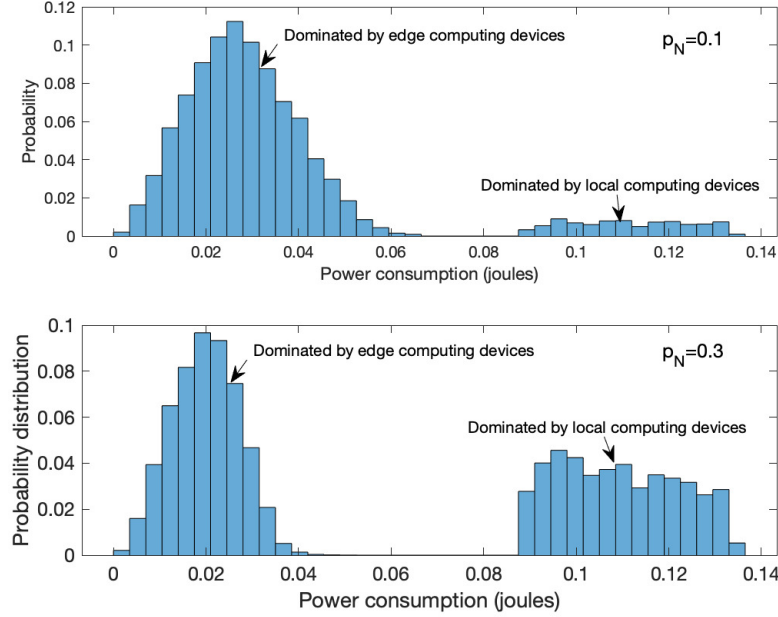 0.12
0.1
0.08
0.06
0.04
0.02
0
Probability
Dominated by edge computing devices
p_N=0.1
Dominated by local computing devices
0 0.02 0.04 0.06 0.08 0.1 0.12 0.14
Power consumption (joules)
0.1
0.08
0.06
0.04
0.02
0
Probability distribution
Dominated by edge computing devices
p_N=0.3
Dominated by local computing devices
0 0.02 0.04 0.06 0.08 0.1 0.12 0.14
Power consumption (joules)